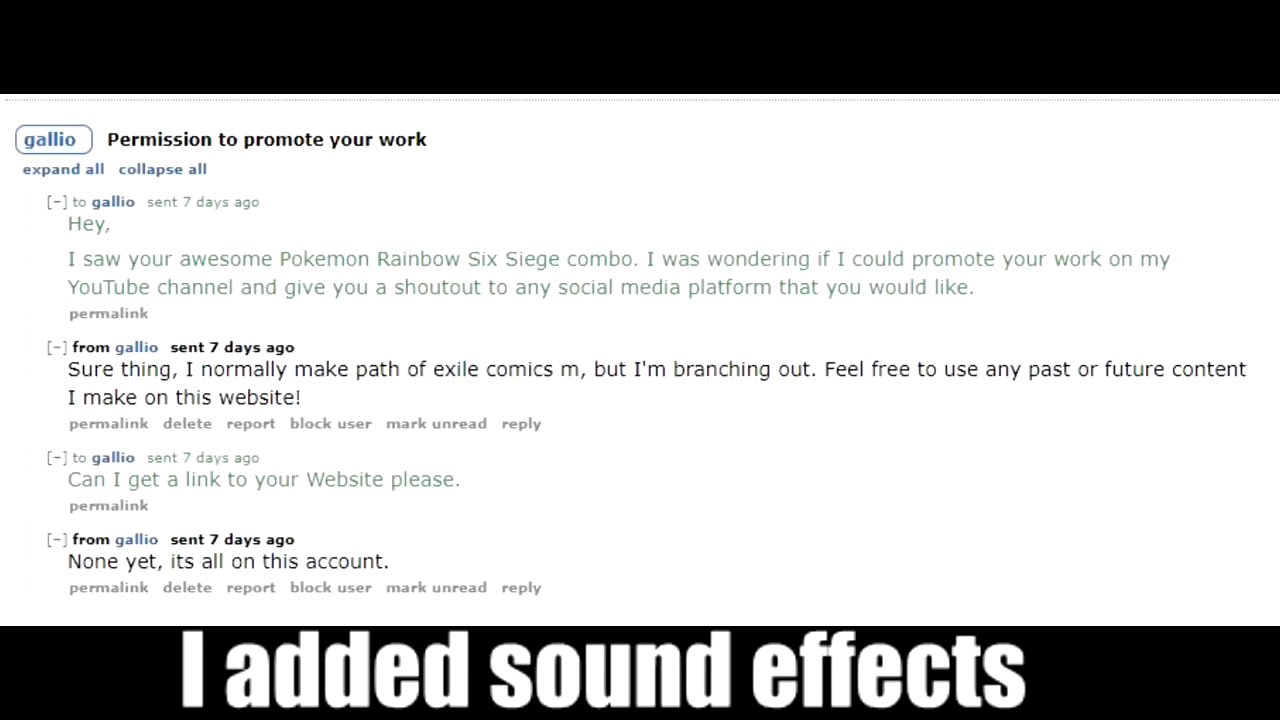 gallio Permission to promote your work
expand all collapse all
[-] to gallio sent 7 days ago
Hey,
I saw your awesome Pokemon Rainbow Six Siege combo. I was wondering if I could promote your work on my
YouTube channel and give you a shoutout to any social media platform that you would like.
permalink
[-] from gallio sent 7 days ago
Sure thing, I normally make path of exile comics m, but I'm branching out. Feel free to use any past or future content
I make on this website!
permalink delete report block user mark unread reply
[-] to gallio sent 7 days ago
Can I get a link to your Website please.
permalink
[-] from gallio sent 7 days ago
None yet, its all on this account.
permalink delete report block user mark unread reply
I added sound effects